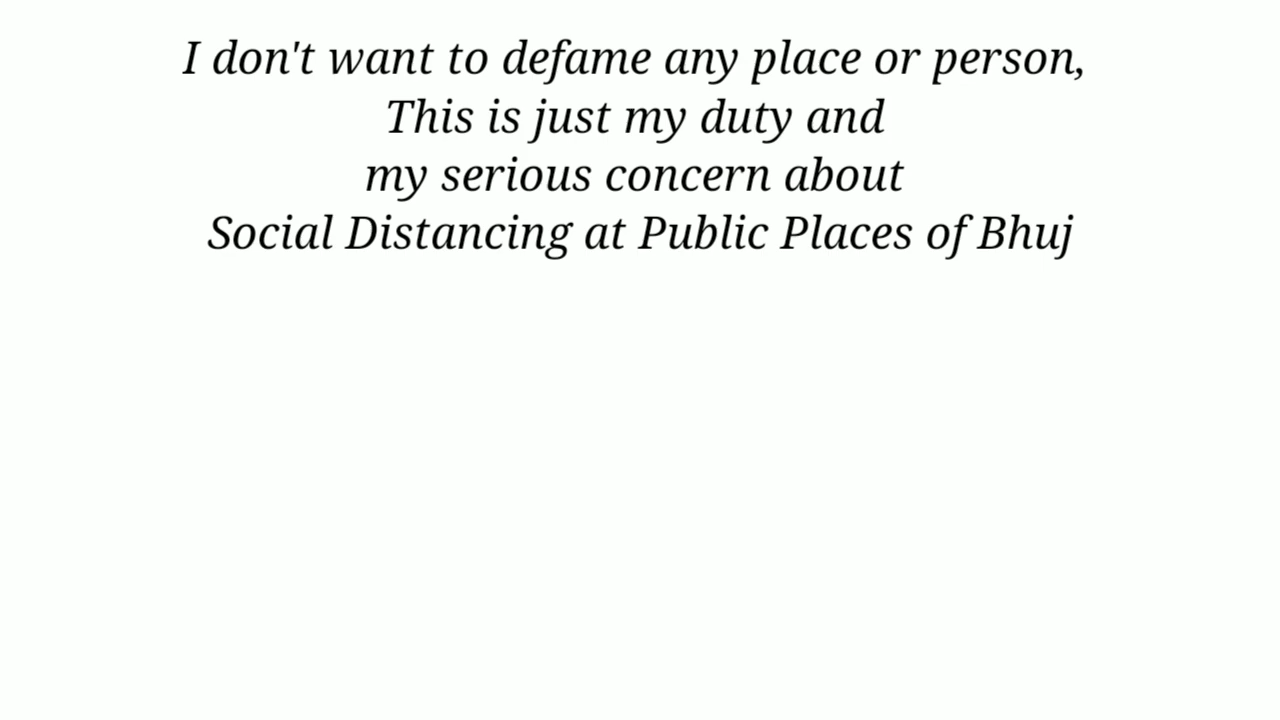 I don't want to defame any place or person,
This is just my duty and
my serious concern about
Social Distancing at Public Places of Bhuj